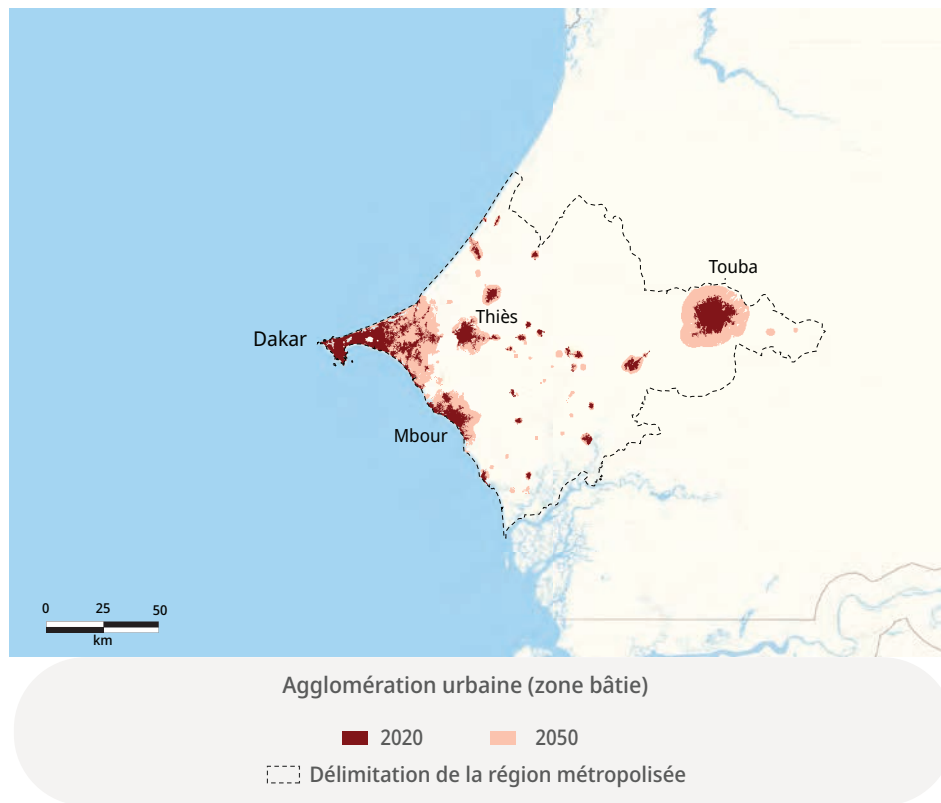 Touba
Thiès
Dakar
Mbour
0 25 50
km
Agglomération urbaine (zone bâtie)
2020 2050
Délimitation de la région métropolisée